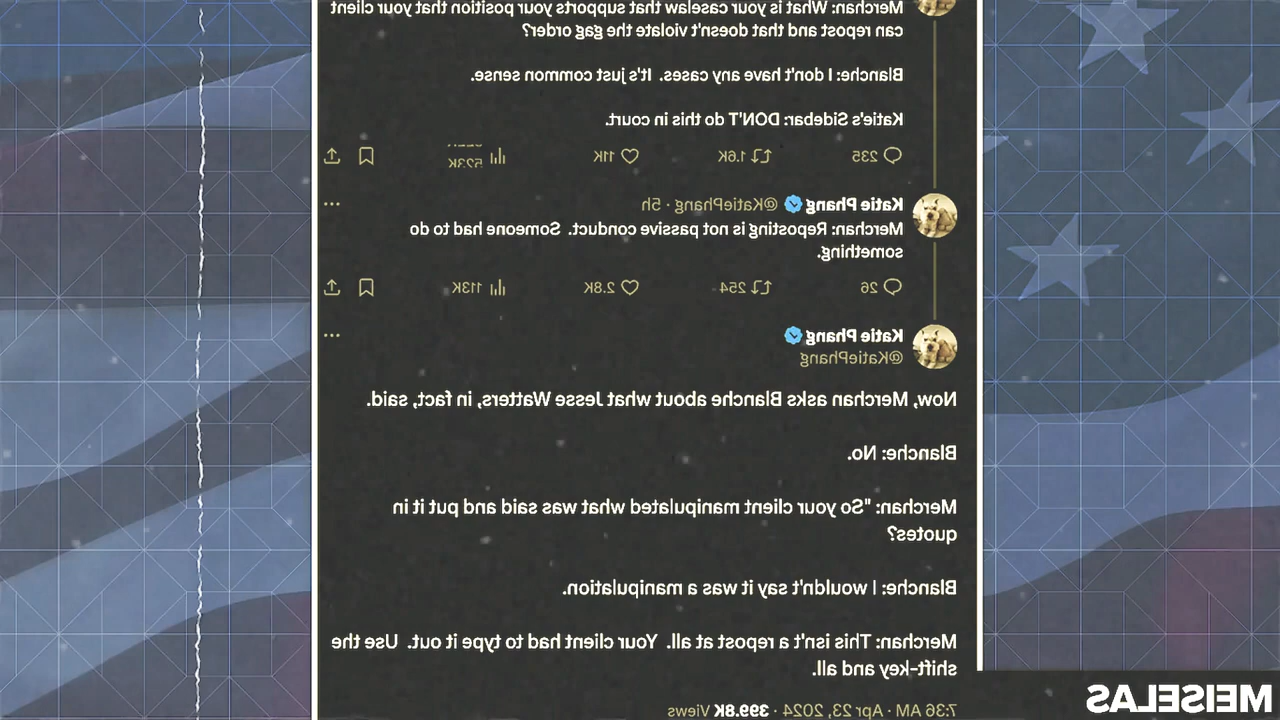 Merchan: What is your caselaw that supports your position that your client
can repost and that doesn't violate the gag order?
Blanche: I don't have any cases. It's just common sense.
Katie's Sidebar: DON'T do this in court.
235 1.6K 11K 523K
Katie Phang @KatiePhang · 5h
Merchan: Reposting is not passive conduct. Someone had to do
something.
26 254 2.8K 113K
Katie Phang
@KatiePhang
Now, Merchan asks Blanche about what Jesse Watters, in fact, said.
Blanche: No.
Merchan: "So your client manipulated what was said and put it in
quotes?
Blanche: I wouldn't say it was a manipulation.
Merchan: This isn't a repost at all. Your client had to type it out. Use the
shift-key and all.
7:36 AM · Apr 23, 2024 · 399.8K Views
MEISELAS